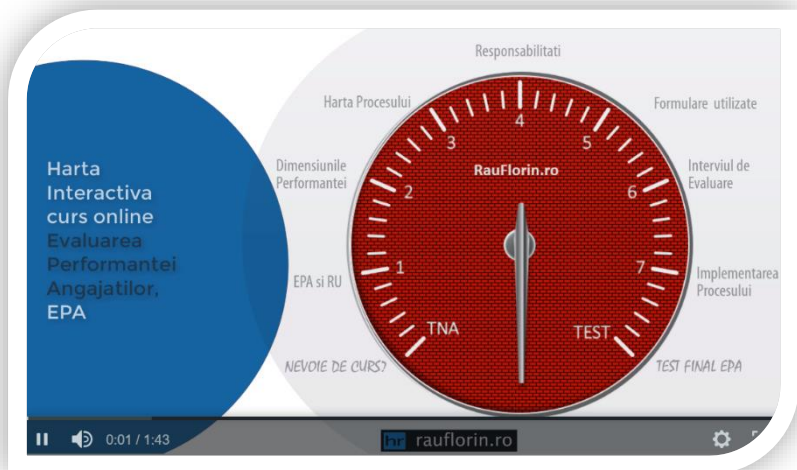 Harta
Interactiva
curs online
Evaluarea
Performantei
Angajatilor,
EPA
Responsabilitati
Harta Procesului
Formulare utilizate
Dimensiunile
Performantei
Interviul de
Evaluare
EPA si RU
Implementarea
Procesului
NEVOIE DE CURS?
TEST FINAL EPA
RauFlorin.ro
TNA
1
2
3
4
5
6
7
TEST
0:01 / 1:43
hr rauflorin.ro